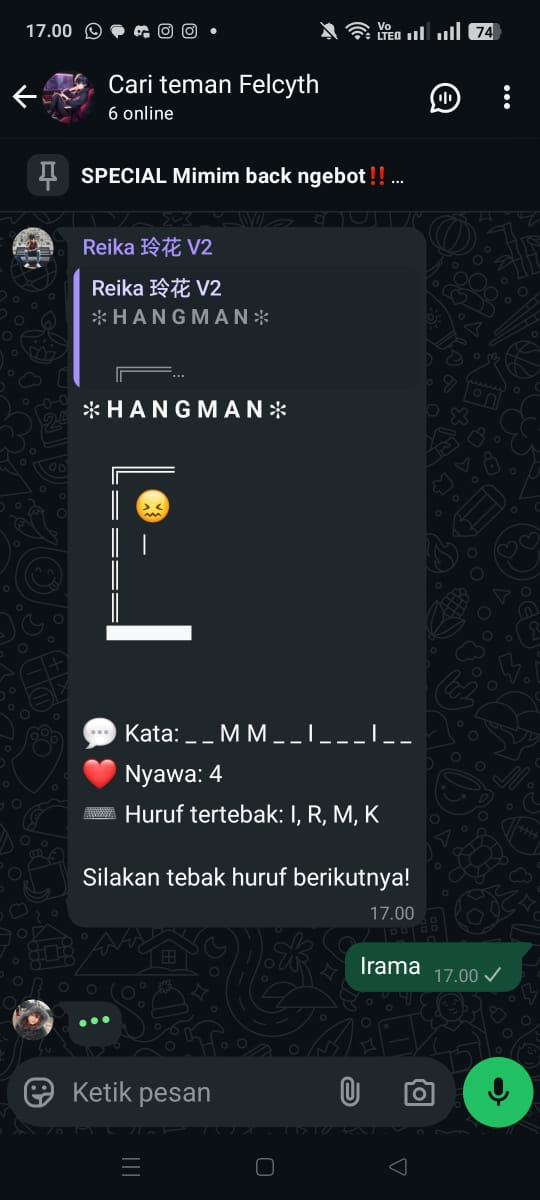 17.00
Vo
LTE
74
Cari teman Felcyth
6 online
SPECIAL Mimim back ngebot‼️...
Reika 玲花 V2
Reika 玲花 V2
✻ H A N G M A N ✻
╔═══...
✻ H A N G M A N ✻
💬 Kata: _ _ M M _ _ I _ _ _ I _ _
❤️ Nyawa: 4
⌨️ Huruf tertebak: I, R, M, K
Silakan tebak huruf berikutnya!
17.00
Irama 17.00
Ketik pesan